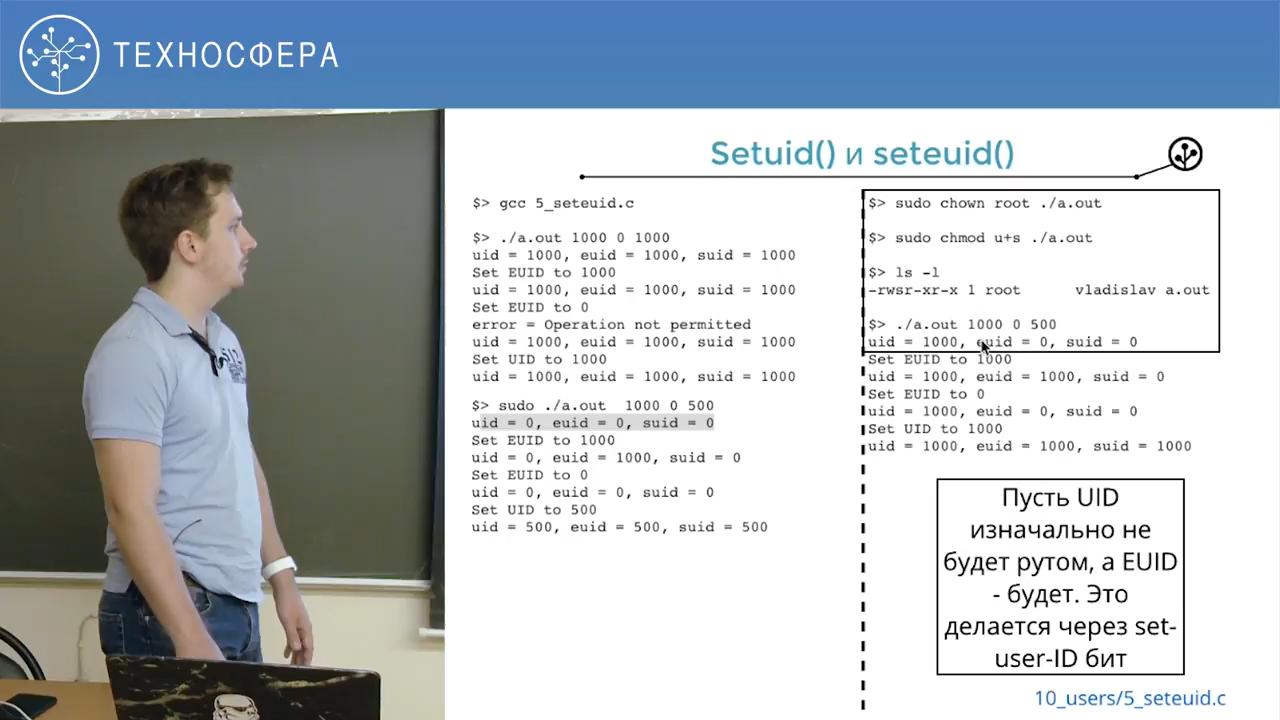 ТЕХНОСФЕРА
Setuid() и seteuid()
$> gcc 5_seteuid.c
$> ./a.out 1000 0 1000
uid = 1000, euid = 1000, suid = 1000
Set EUID to 1000
uid = 1000, euid = 1000, suid = 1000
Set EUID to 0
error = Operation not permitted
uid = 1000, euid = 1000, suid = 1000
Set UID to 1000
uid = 1000, euid = 1000, suid = 1000
$> sudo ./a.out  1000 0 500
uid = 0, euid = 0, suid = 0
Set EUID to 1000
uid = 0, euid = 1000, suid = 0
Set EUID to 0
uid = 0, euid = 0, suid = 0
Set UID to 500
uid = 500, euid = 500, suid = 500
$> sudo chown root ./a.out
$> sudo chmod u+s ./a.out
$> ls -l
-rwsr-xr-x 1 root      vladislav a.out
$> ./a.out 1000 0 500
uid = 1000, euid = 0, suid = 0
Set EUID to 1000
uid = 1000, euid = 1000, suid = 0
Set EUID to 0
uid = 1000, euid = 0, suid = 0
Set UID to 1000
uid = 1000, euid = 1000, suid = 1000
Пусть UID
изначально не
будет рутом, а EUID
- будет. Это
делается через set-
user-ID бит
10_users/5_seteuid.c